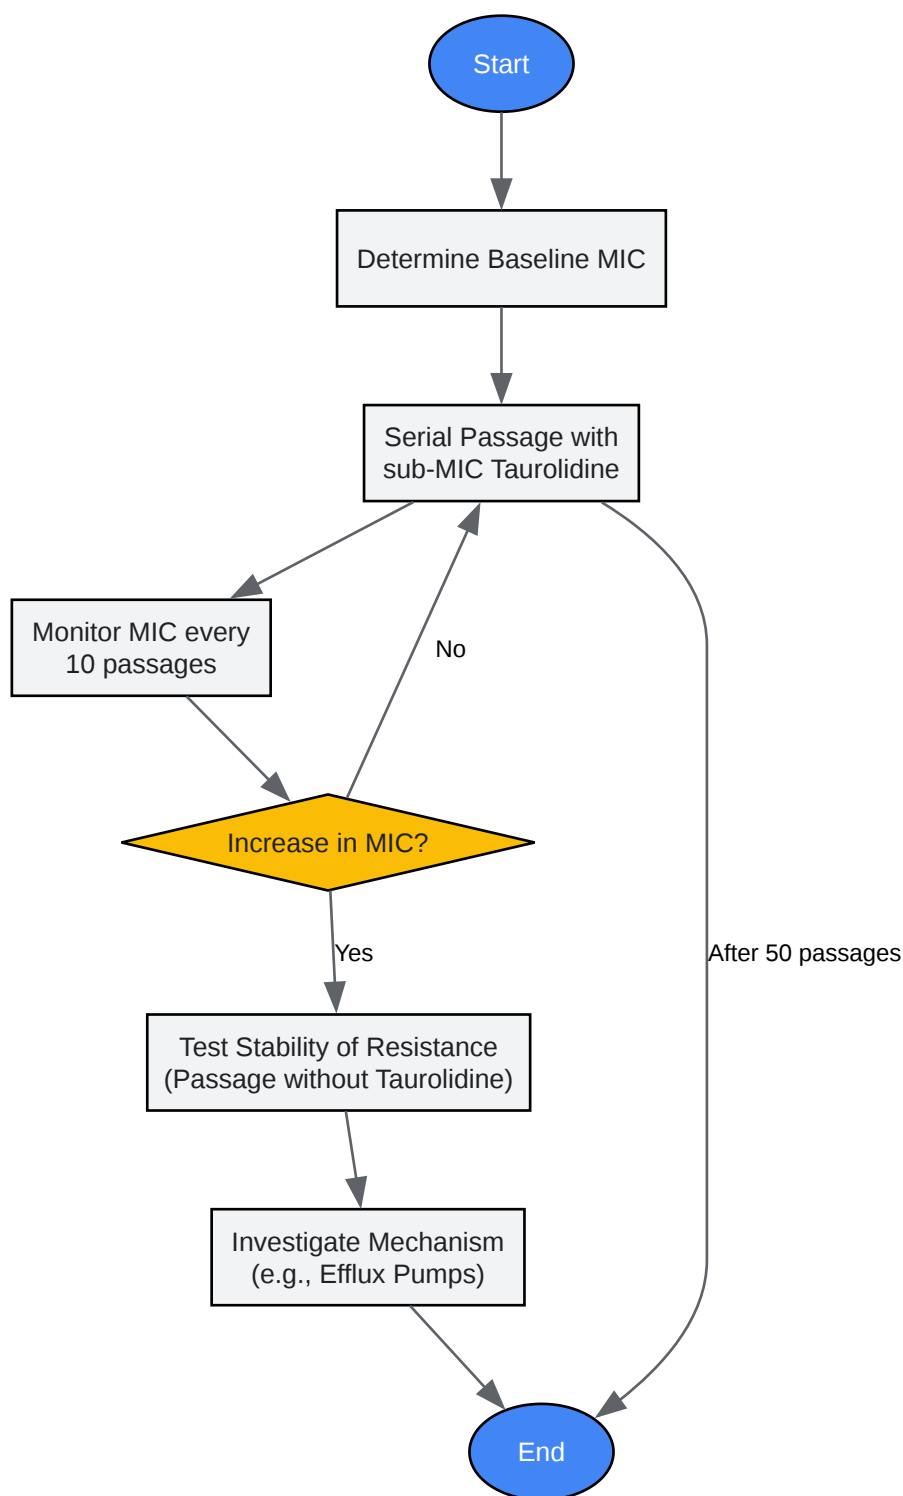 Start
Determine Baseline MIC
Serial Passage with
sub-MIC Taurolidine
Monitor MIC every
10 passages
No
Increase in MIC?
Yes
After 50 passages
Test Stability of Resistance
(Passage without Taurolidine)
Investigate Mechanism
(e.g., Efflux Pumps)
End